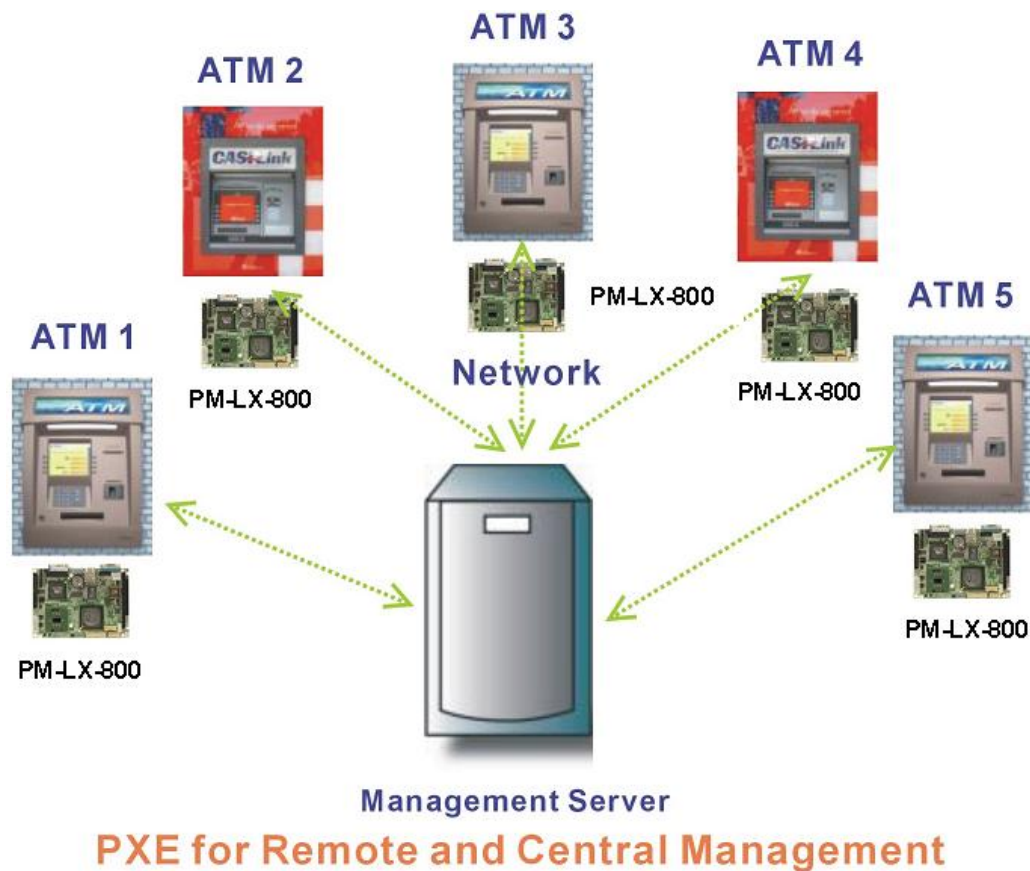 ATM 3
ATM 2
ATM 4
ATM
CASHLink
CASHLink
PM-LX-800
ATM 1
ATM 5
Network
PM-LX-800
PM-LX-800
ATM
ATM
PM-LX-800
PM-LX-800
Management Server
PXE for Remote and Central Management